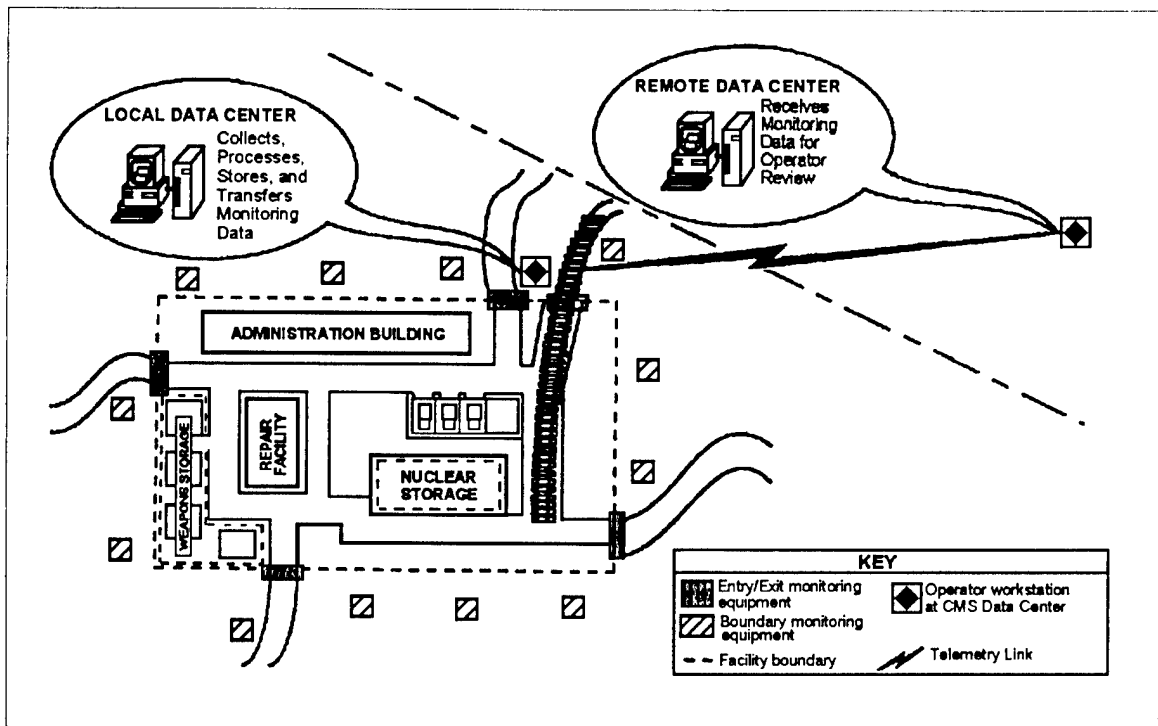 LOCAL DATA CENTER
Collects,
Processes,
Stores, and
Transfers
Monitoring
Data
REMOTE DATA CENTER
Receives
Monitoring
Data for
Operator
Review
ADMINISTRATION BUILDING
WEAPONS STORAGE
REPAIR
FACILITY
NUCLEAR
STORAGE
KEY
Entry/Exit monitoring
equipment
Operator workstation
at CMS Data Center
Boundary monitoring
equipment
Facility boundary
Telemetry Link